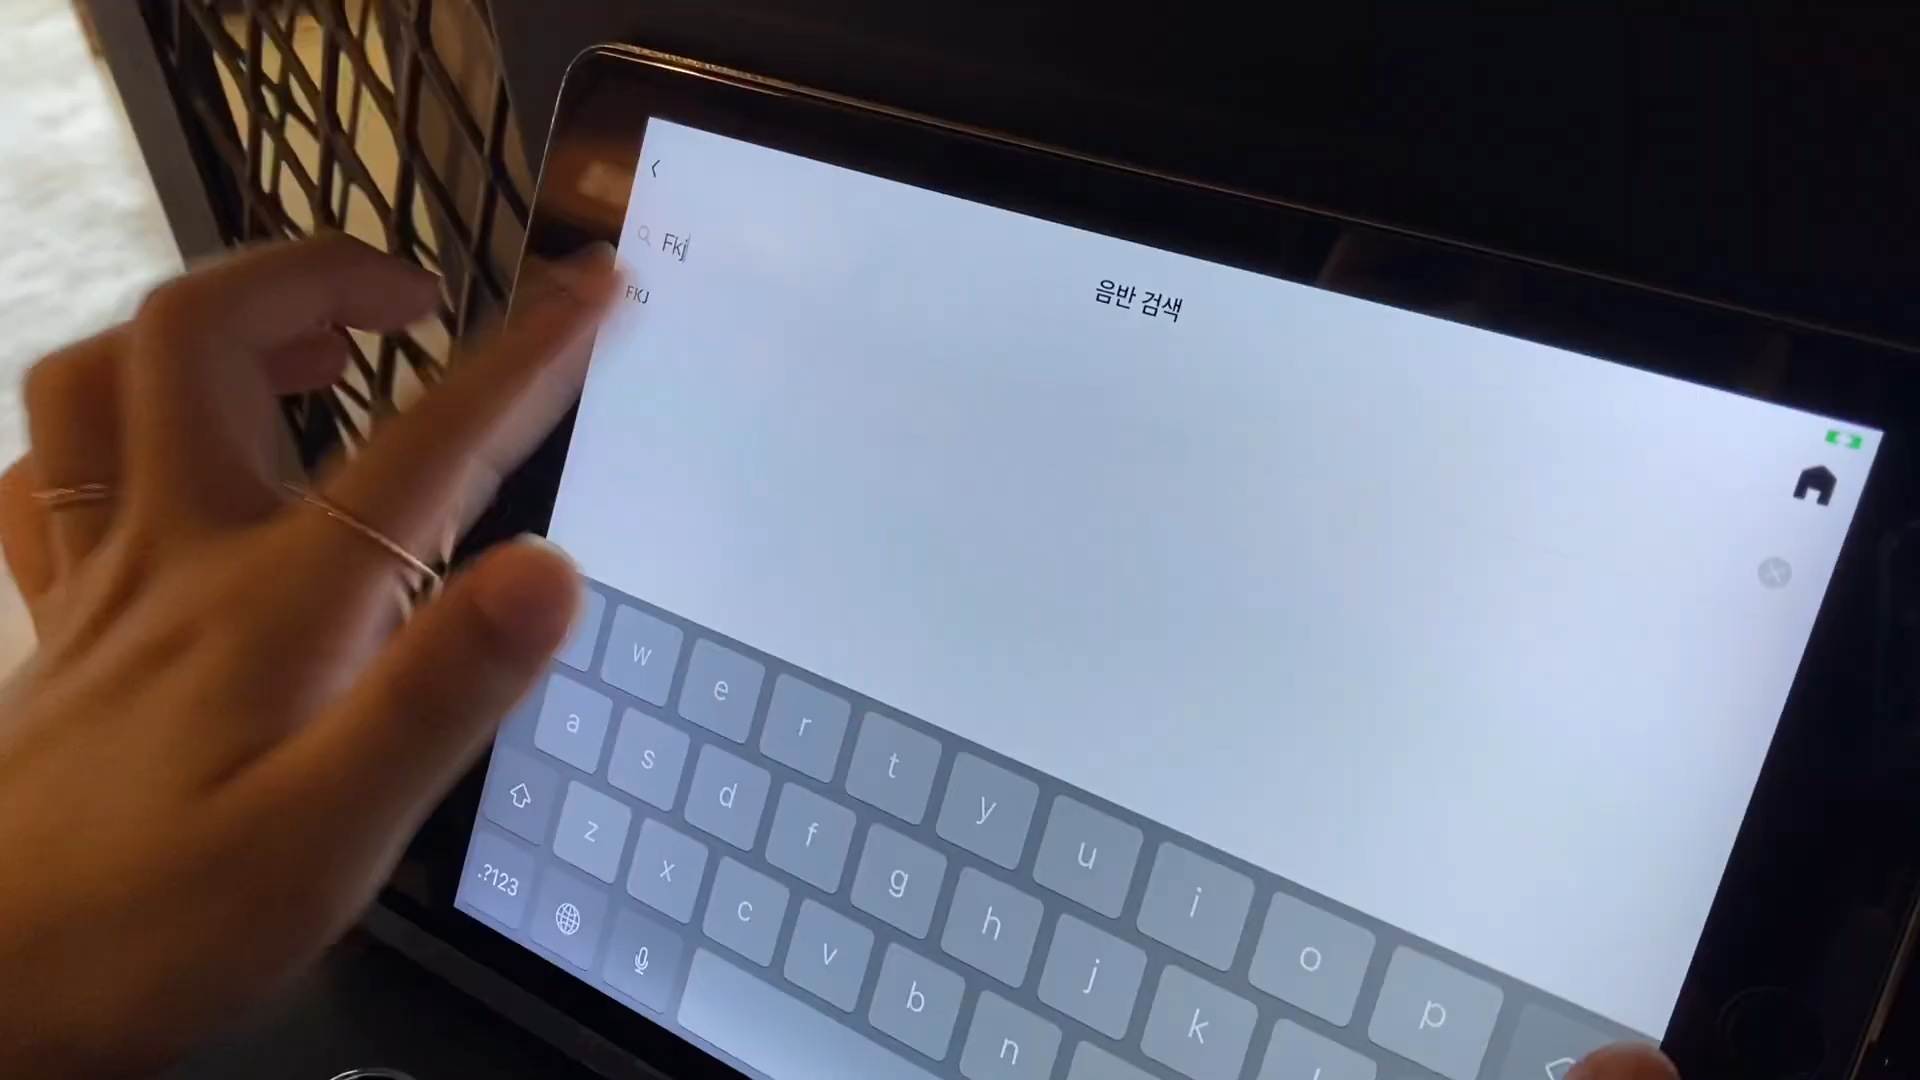 Fkj
FKJ
음반 검색
w e r t y u i o p
a s d f g h j k
z x c v b n
.?123